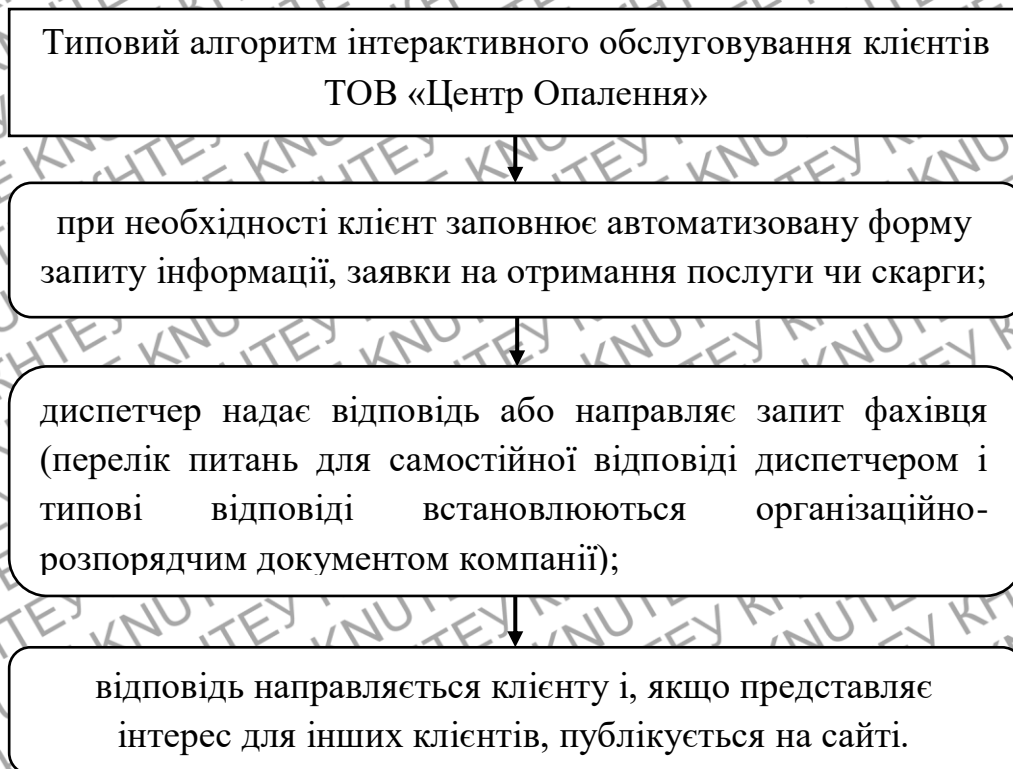 Типовий алгоритм інтерактивного обслуговування клієнтів
ТОВ «Центр Опалення»
при необхідності клієнт заповнює автоматизовану форму
запиту інформації, заявки на отримання послуги чи скарги;
диспетчер надає відповідь або направляє запит фахівця
(перелік питань для самостійної відповіді диспетчером і
типові відповіді встановлюються організаційно-
розпорядчим документом компанії);
відповідь направляється клієнту і, якщо представляє
інтерес для інших клієнтів, публікується на сайті.